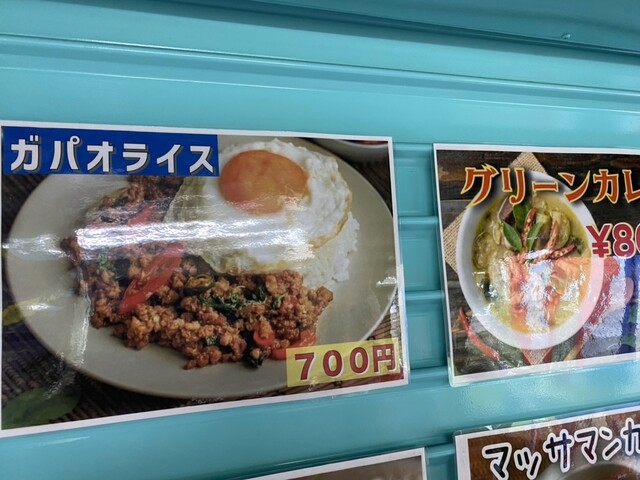 ガパオライス
700円
グリーンカレ
¥80
マッサマンカ